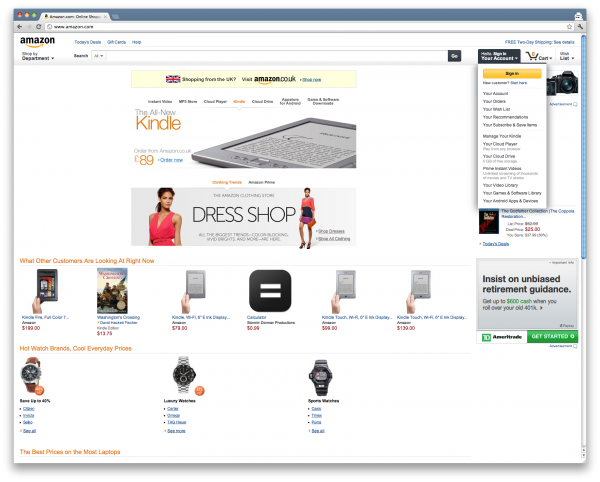 Amazon.com: Online Shopp
www.amazon.com
amazon
Today's Deals Gift Cards Help
FREE Two-Day Shipping: See details
Shop by
Department
Search All
Go
Hello. Sign in
Your Account
0
Cart
Wish
List
Shopping from the UK? Visit amazon.co.uk › Shop now
Instant Video MP3 Store Cloud Player Kindle Cloud Drive Appstore for Android Game & Software Downloads
The All-New
Kindle
Order from Amazon.co.uk
£89 › Order now
Clothing Trends Amazon Prime
THE AMAZON CLOTHING STORE
DRESS SHOP
ALL THE BIGGEST TRENDS—COLOR-BLOCKING,
VIVID BRIGHTS, AND MORE—ARE HERE.
› Shop Dresses
› Shop All Clothing
Sign in
New customer? Start here.
Your Account
Your Orders
Your Wish List
Your Recommendations
Your Subscribe & Save Items
Manage Your Kindle
Your Cloud Player
Play from any browser
Your Cloud Drive
5 GB of free storage
Prime Instant Videos
Unlimited streaming of thousands
of movies and TV shows
Your Video Library
Your Games & Software Library
Your Android Apps & Devices
Advertisement
The Godfather Collection (The Coppola
Restoration...
Deal Price: $25.00
› Today's Deals
What Other Customers Are Looking At Right Now
Kindle Fire, Full Color 7...
Amazon
$199.00
Washington's Crossing
› David Hackett Fischer
Kindle Edition
$13.75
Kindle, Wi-Fi, 6" E Ink Display...
Amazon
$79.00
Calculator
Stormin Dormer Productions
$0.99
Kindle Touch, Wi-Fi, 6" E Ink Display...
Amazon
$99.00
Kindle Touch, Wi-Fi, 6" E Ink Display...
Amazon
$139.00
Important info
Insist on unbiased
retirement guidance.
Get up to $600 cash when you
roll over your old 401k.
TD Ameritrade
GET STARTED
Advertisement
Hot Watch Brands, Cool Everyday Prices
Save Up to 40%
Citizen
Invicta
Seiko
› See all
Luxury Watches
Cartier
Omega
TAG Heuer
› See more
Sports Watches
Casio
Timex
Puma
› See all
The Best Prices on the Most Laptops